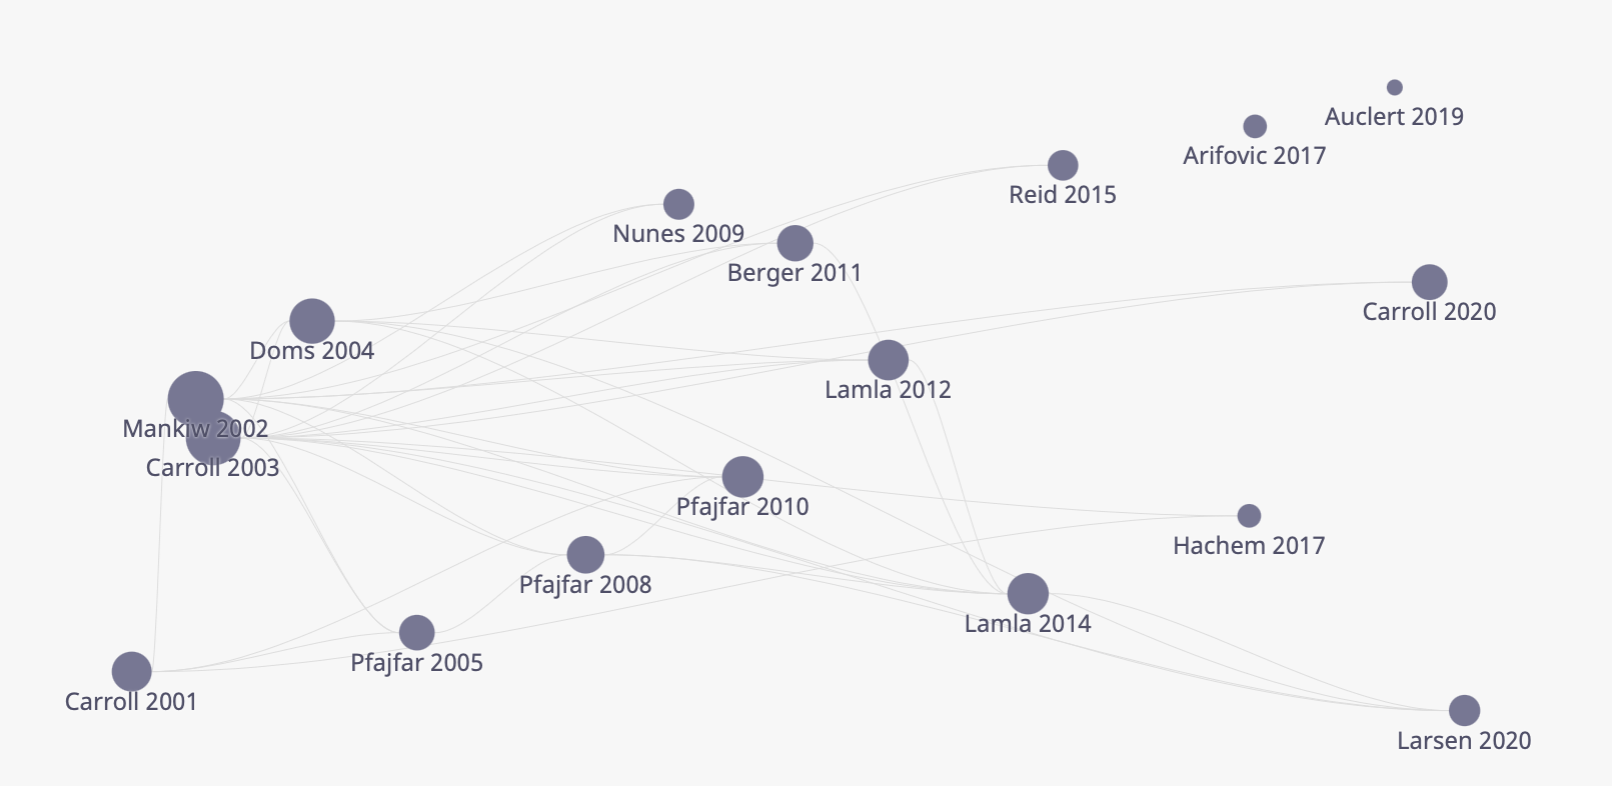 Auclert 2019
Arifovic 2017
Reid 2015
Nunes 2009
Berger 2011
Carroll 2020
Doms 2004
Lamla 2012
Mankiw 2002
Carroll 2003
Pfajfar 2010
Hachem 2017
Pfajfar 2008
Lamla 2014
Pfajfar 2005
Carroll 2001
Larsen 2020